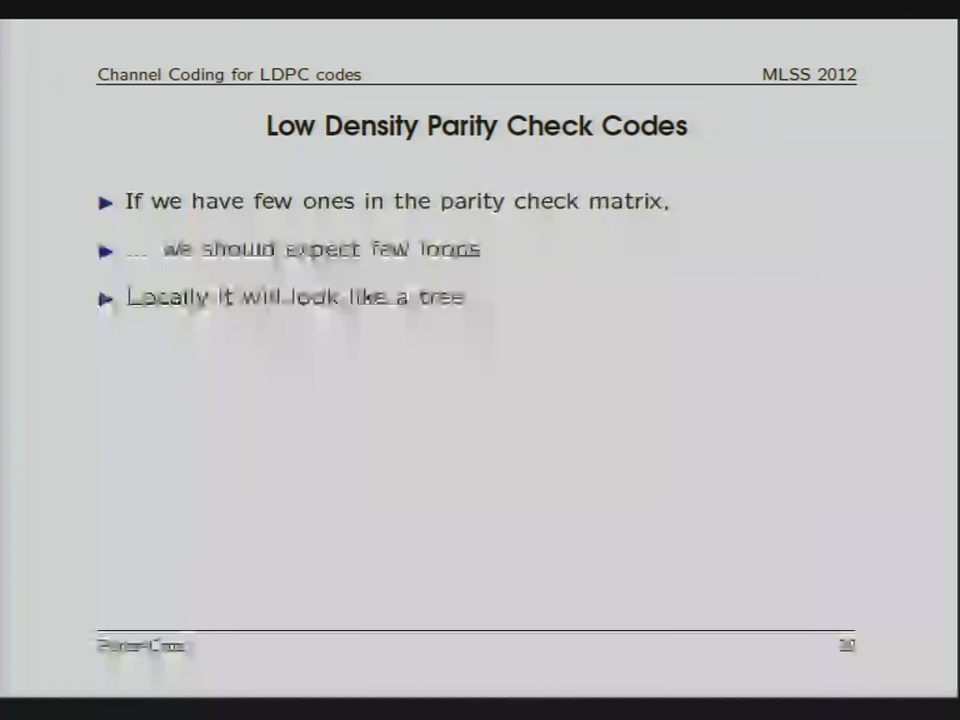 Channel Coding for LDPC codes MLSS 2012
Low Density Parity Check Codes
If we have few ones in the parity check matrix,
... we should expect few loops
Locally it will look like a tree